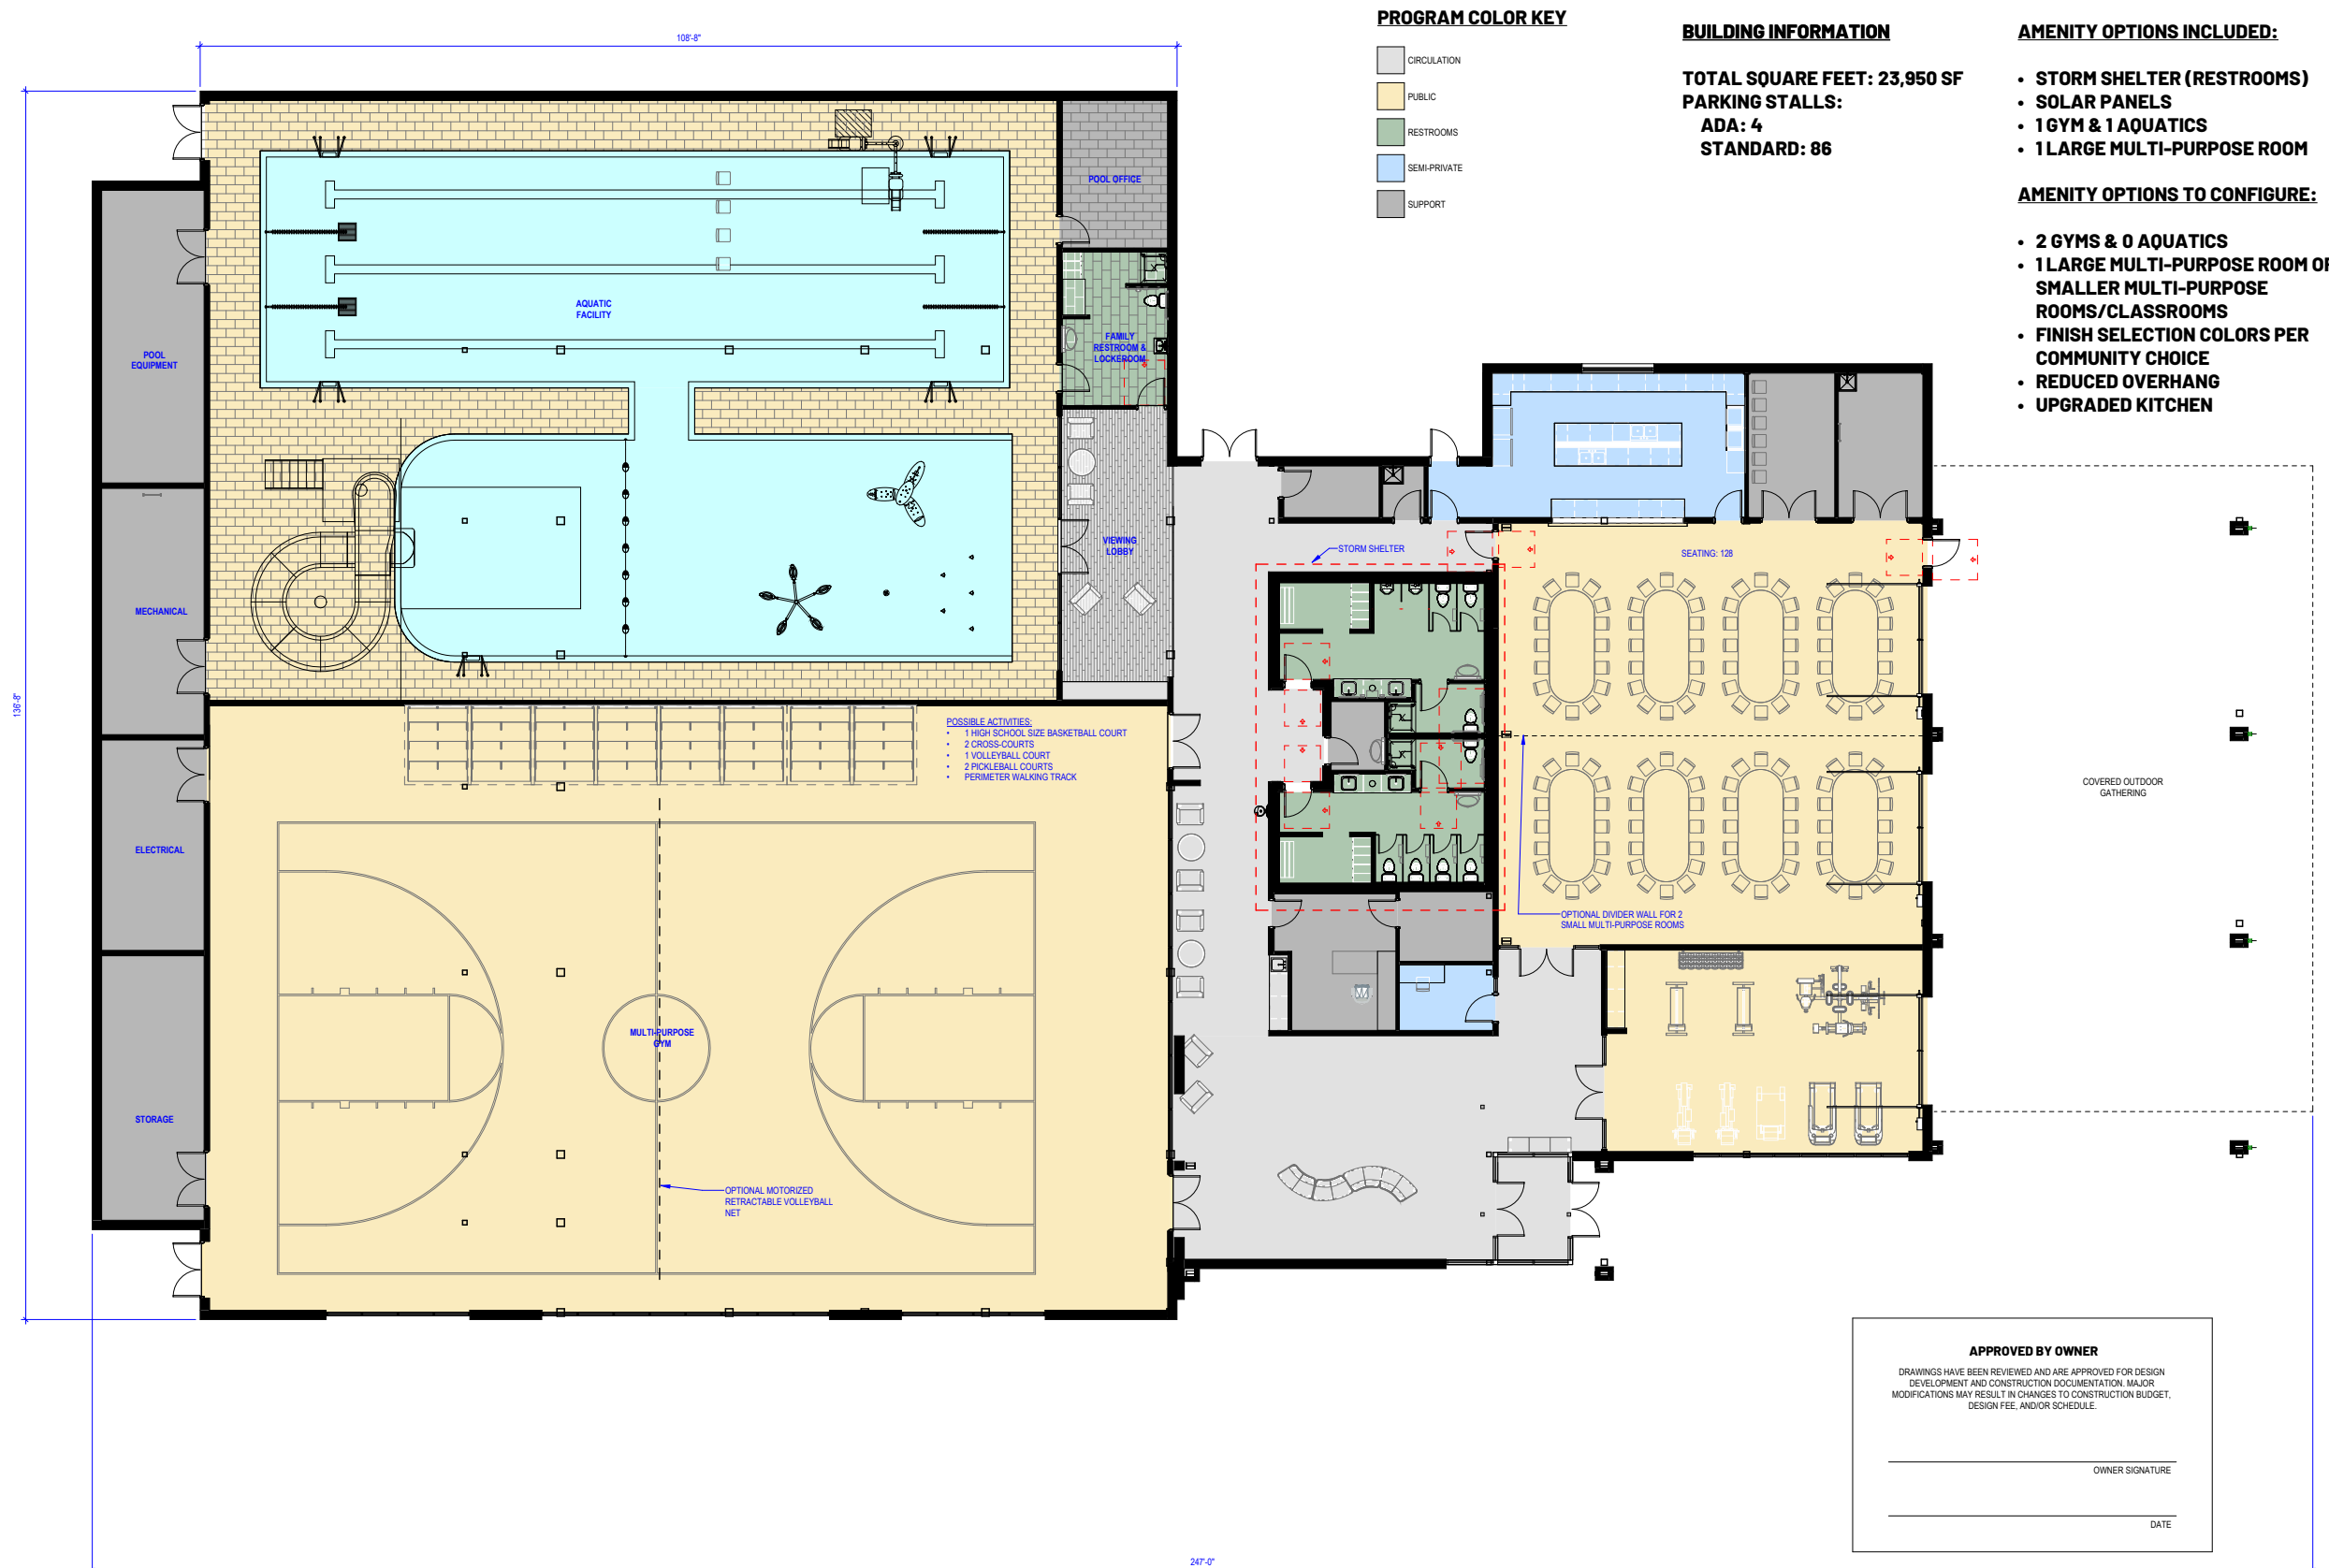 108'-8"
PROGRAM COLOR KEY
CIRCULATION
PUBLIC
RESTROOMS
SEMI-PRIVATE
SUPPORT
BUILDING INFORMATION
TOTAL SQUARE FEET: 23,950 SF
PARKING STALLS:
ADA: 4
STANDARD: 86
AMENITY OPTIONS INCLUDED:
• STORM SHELTER (RESTROOMS)
• SOLAR PANELS
• 1 GYM & 1 AQUATICS
• 1 LARGE MULTI-PURPOSE ROOM
AMENITY OPTIONS TO CONFIGURE:
• 2 GYMS & 0 AQUATICS
• 1 LARGE MULTI-PURPOSE ROOM OR
SMALLER MULTI-PURPOSE
ROOMS/CLASSROOMS
• FINISH SELECTION COLORS PER
COMMUNITY CHOICE
• REDUCED OVERHANG
• UPGRADED KITCHEN
POOL OFFICE
AQUATIC
FACILITY
FAMILY
RESTROOM &
LOCKEROOM
POOL
EQUIPMENT
VIEWING
LOBBY
STORM SHELTER
SEATING: 128
MECHANICAL
136'-8"
POSSIBLE ACTIVITIES:
• 1 HIGH SCHOOL SIZE BASKETBALL COURT
• 2 CROSS-COURTS
• 1 VOLLEYBALL COURT
• 2 PICKLEBALL COURTS
• PERIMETER WALKING TRACK
COVERED OUTDOOR
GATHERING
ELECTRICAL
OPTIONAL DIVIDER WALL FOR 2
SMALL MULTI-PURPOSE ROOMS
MULTI-PURPOSE
GYM
STORAGE
OPTIONAL MOTORIZED
RETRACTABLE VOLLEYBALL
NET
APPROVED BY OWNER
DRAWINGS HAVE BEEN REVIEWED AND ARE APPROVED FOR DESIGN
DEVELOPMENT AND CONSTRUCTION DOCUMENTATION. MAJOR
MODIFICATIONS MAY RESULT IN CHANGES TO CONSTRUCTION BUDGET,
DESIGN FEE, AND/OR SCHEDULE.
OWNER SIGNATURE
DATE
247'-0"